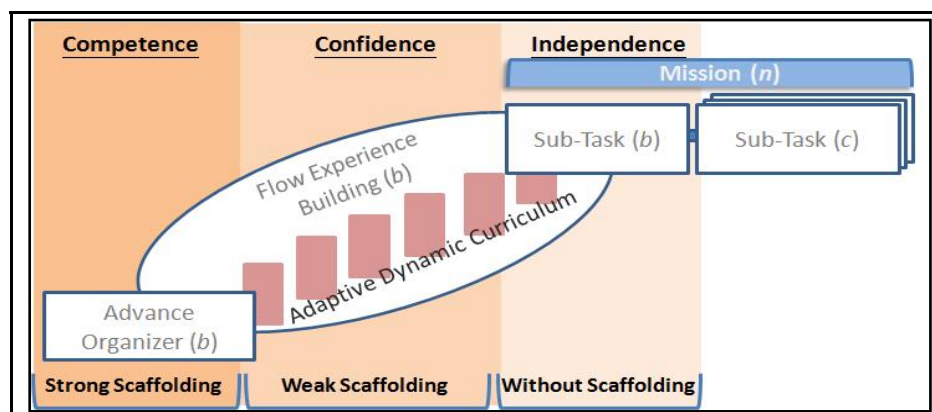 Competence
Confidence
Independence
Mission (n)
Sub-Task (b)
Sub-Task (c)
Flow Experience
Building (b)
Adaptive Dynamic Curriculum
Advance
Organizer (b)
Strong Scaffolding
Weak Scaffolding
Without Scaffolding